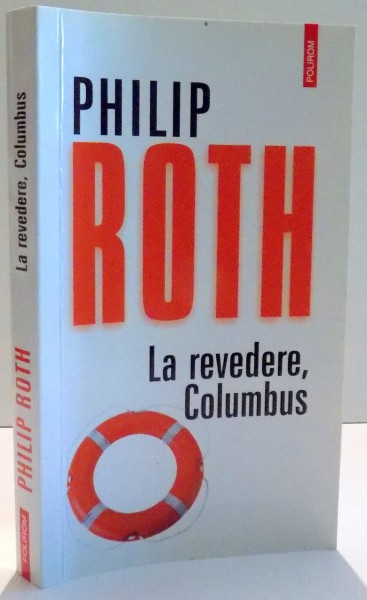 POLIROM
PHILIP
ROTH
La revedere,
Columbus
La revedere, Columbus
PHILIP ROTH
POLIROM